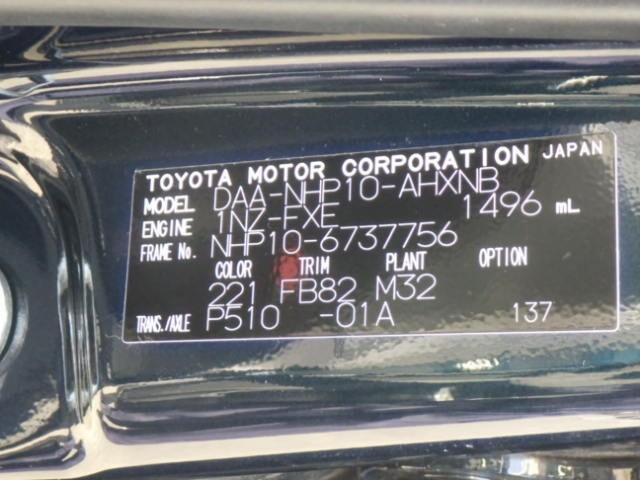 TOYOTA MOTOR CORPORATION JAPAN
MODEL DAA-NHP10-AHXNB
ENGINE 1NZ-FXE 1496 mL
FRAME No. NHP10-6737756
COLOR TRIM PLANT OPTION
221 FB82 M32
TRANS./AXLE P510 -01A 137